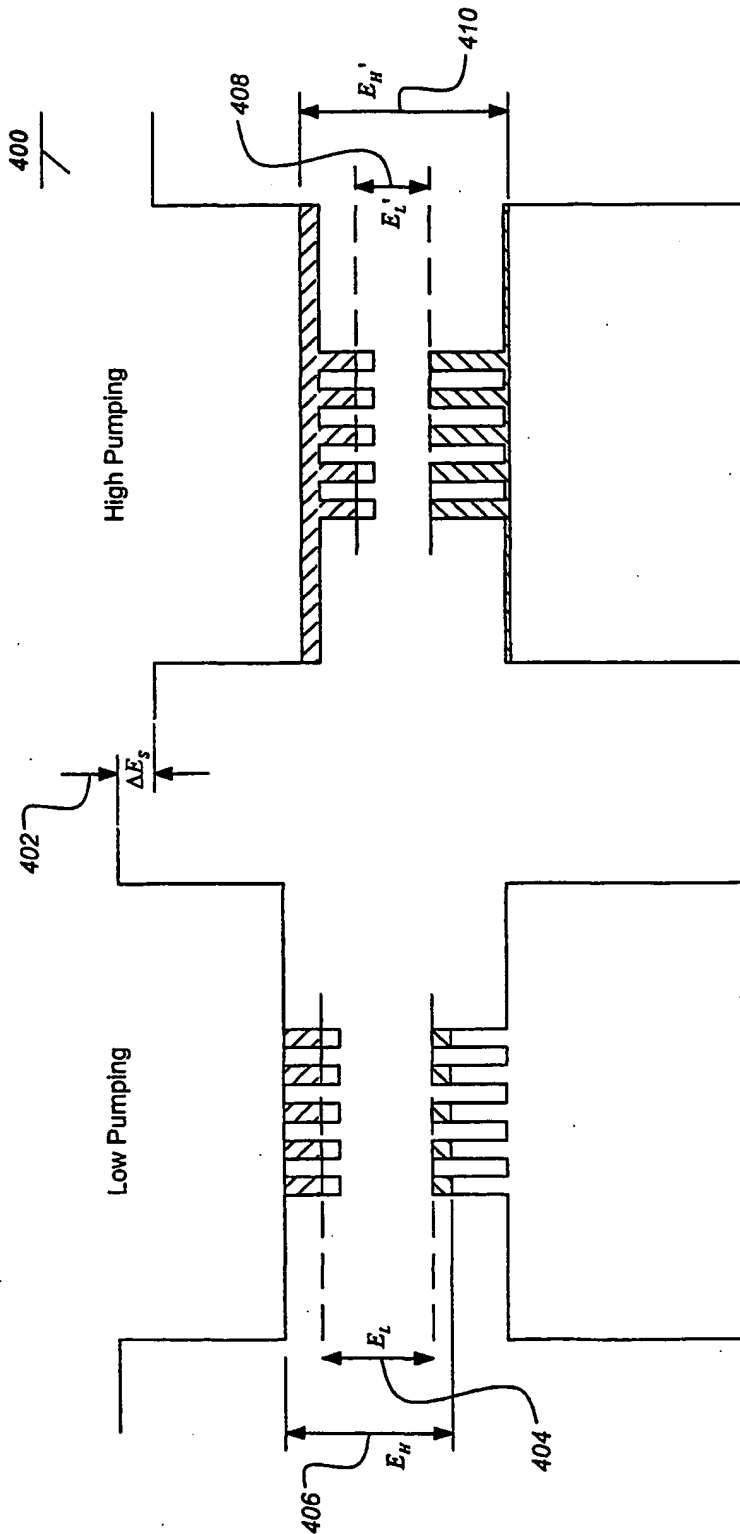 400
High Pumping
410
E_H'
408
E_L'
402
ΔE_S
Low Pumping
E_L
404
E_H
406